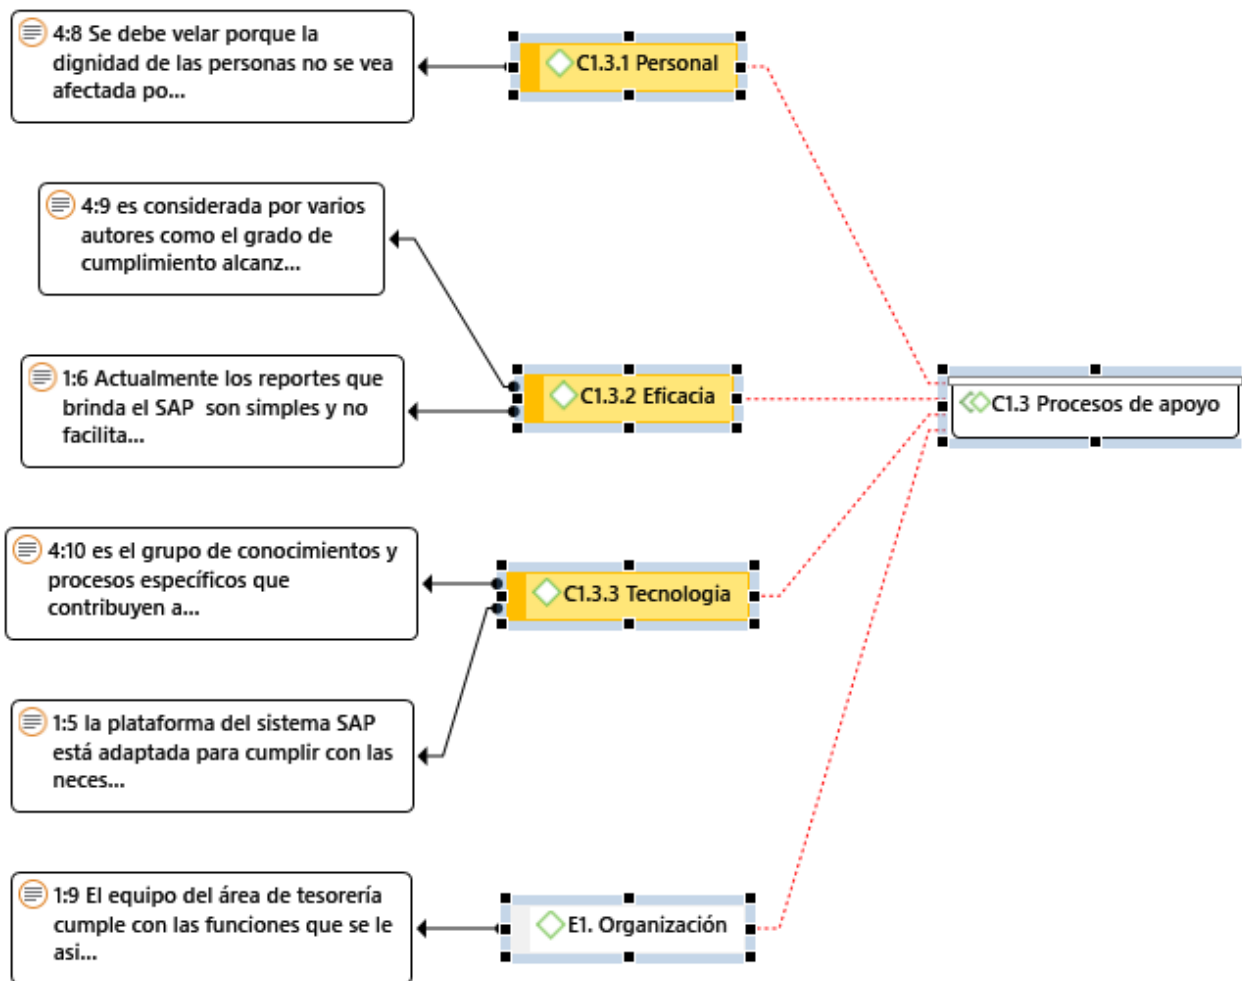 4:8 Se debe velar porque la
dignidad de las personas no se vea
afectada po...
C1.3.1 Personal
4:9 es considerada por varios
autores como el grado de
cumplimiento alcanz...
1:6 Actualmente los reportes que
brinda el SAP son simples y no
facilita...
C1.3.2 Eficacia
C1.3 Procesos de apoyo
4:10 es el grupo de conocimientos y
procesos específicos que
contribuyen a...
C1.3.3 Tecnologia
1:5 la plataforma del sistema SAP
está adaptada para cumplir con las
neces...
1:9 El equipo del área de tesorería
cumple con las funciones que se le
asi...
E1. Organización